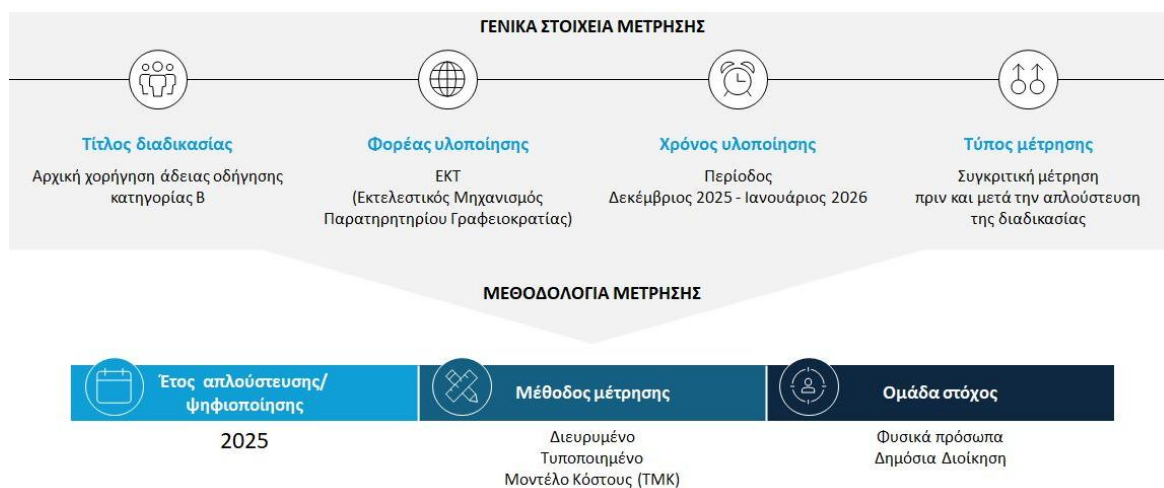 ΓΕΝΙΚΑ ΣΤΟΙΧΕΙΑ ΜΕΤΡΗΣΗΣ
Τίτλος διαδικασίας
Αρχική χορήγηση άδειας οδήγησης
κατηγορίας Β
Φορέας υλοποίησης
ΕΚΤ
(Εκτελεστικός Μηχανισμός
Παρατηρητηρίου Γραφειοκρατίας)
Χρόνος υλοποίησης
Περίοδος
Δεκέμβριος 2025 - Ιανουάριος 2026
Τύπος μέτρησης
Συγκριτική μέτρηση
πριν και μετά την απλούστευση
της διαδικασίας
ΜΕΘΟΔΟΛΟΓΙΑ ΜΕΤΡΗΣΗΣ
Έτος απλούστευσης/
ψηφιοποίησης
2025
Μέθοδος μέτρησης
Διευρυμένο
Τυποποιημένο
Μοντέλο Κόστους (ΤΜΚ)
Ομάδα στόχος
Φυσικά πρόσωπα
Δημόσια Διοίκηση